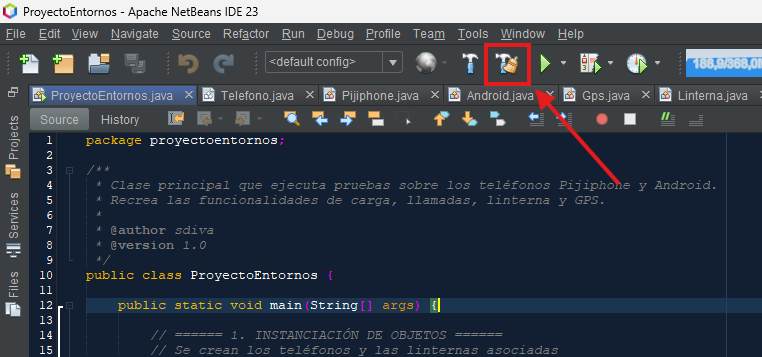 ProyectoEntornos - Apache NetBeans IDE 23
File Edit View Navigate Source Refactor Run Debug Profile Team Tools Window Help
<default config>
ProyectoEntornos.java Telefono.java Pijiphone.java Android.java Gps.java Linterna.java
Source History
Projects
Services
Files
1 package proyectoentornos;
2
3 /**
4 * Clase principal que ejecuta pruebas sobre los teléfonos Pijiphone y Android.
5 * Recrea las funcionalidades de carga, llamadas, linterna y GPS.
6 *
7 * @author sdiva
8 * @version 1.0
9 */
10 public class ProyectoEntornos {
11
12 public static void main(String[] args) {
13
14 // ====== 1. INSTANCIACIÓN DE OBJETOS ======
15 // Se crean los teléfonos y las linternas asociadas